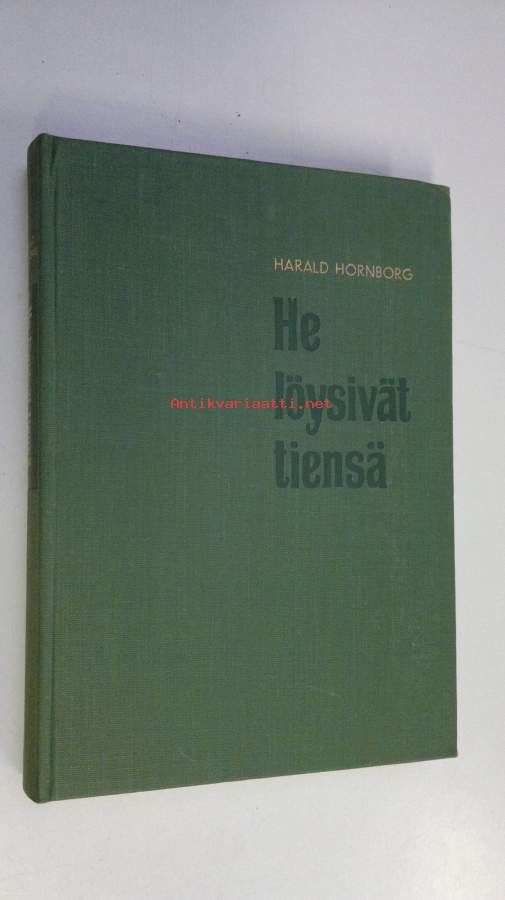 HARALD HORNBORG
He
löysivät
tiensä
Antikvariaatti.net